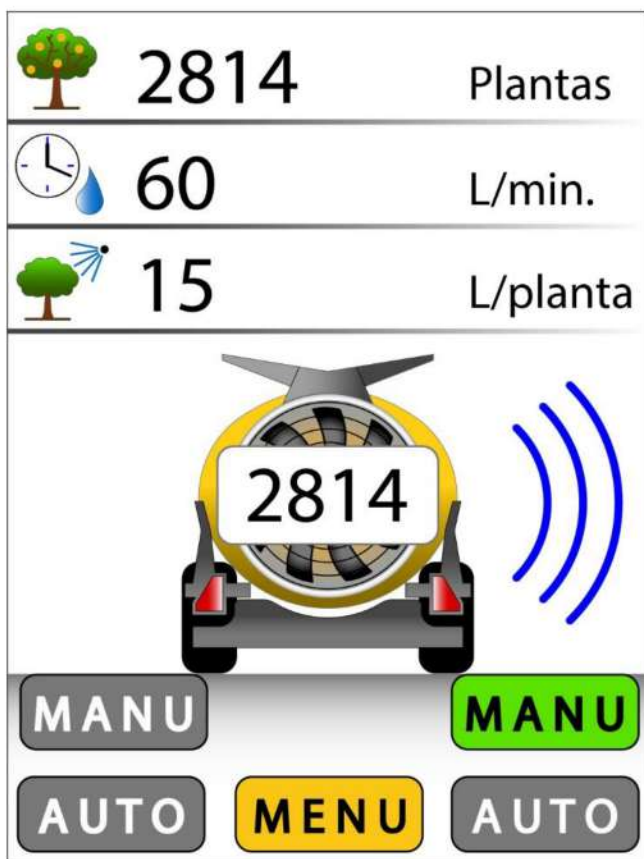 2814 Plantas
60 L/min.
15 L/planta
2814
MANU MANU
AUTO MENU AUTO